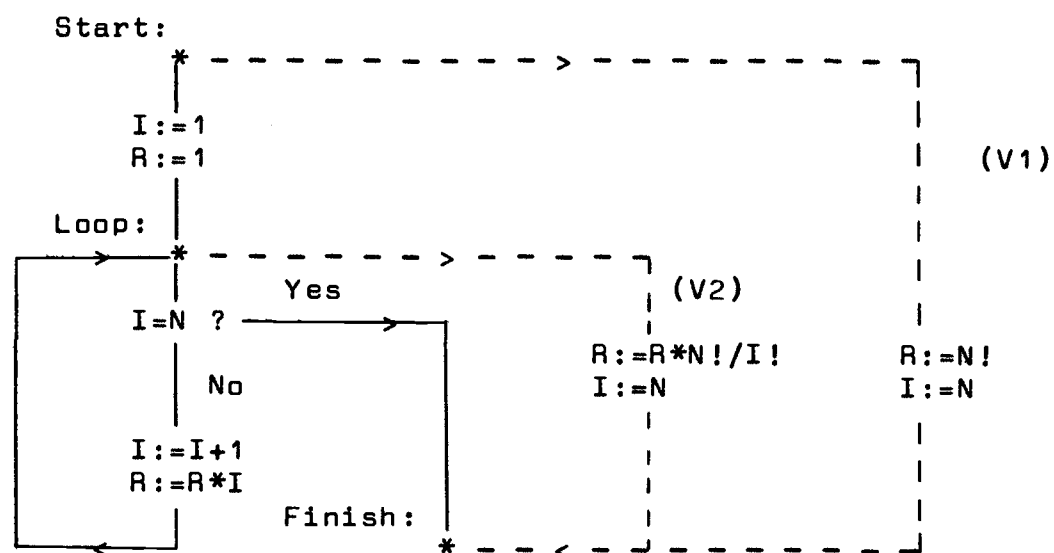 Start:
I:=1
R:=1
(V1)
Loop:
Yes
(V2)
I=N ?
R:=R*N!/I!
I:=N
R:=N!
I:=N
No
I:=I+1
R:=R*I
Finish: